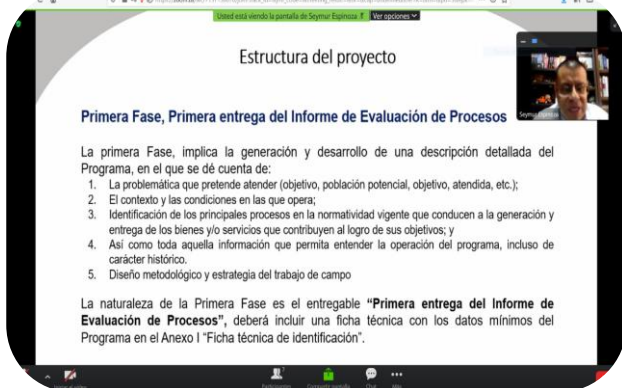 Usted está viendo la pantalla de Seymur Espinoza
Ver opciones
Estructura del proyecto
Seymur Espinoza
Primera Fase, Primera entrega del Informe de Evaluación de Procesos
La primera Fase, implica la generación y desarrollo de una descripción detallada del
Programa, en el que se dé cuenta de:
1. La problemática que pretende atender (objetivo, población potencial, objetivo, atendida, etc.);
2. El contexto y las condiciones en las que opera;
3. Identificación de los principales procesos en la normatividad vigente que conducen a la generación y
entrega de los bienes y/o servicios que contribuyen al logro de sus objetivos; y
4. Así como toda aquella información que permita entender la operación del programa, incluso de
carácter histórico.
5. Diseño metodológico y estrategia del trabajo de campo
La naturaleza de la Primera Fase es el entregable “Primera entrega del Informe de
Evaluación de Procesos”, deberá incluir una ficha técnica con los datos mínimos del
Programa en el Anexo I “Ficha técnica de identificación”.